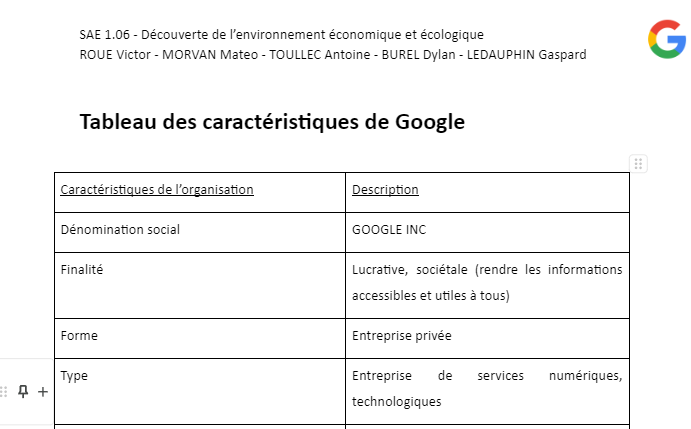 SAE 1.06 - Découverte de l'environnement économique et écologique
ROUE Victor - MORVAN Mateo - TOULLEC Antoine - BUREL Dylan - LEDAUPHIN Gaspard
Tableau des caractéristiques de Google
Caractéristiques de l'organisation
Description
Dénomination social
GOOGLE INC
Finalité
Lucrative, sociétale (rendre les informations
accessibles et utiles à tous)
Forme
Entreprise privée
Type
Entreprise de services numériques,
technologiques